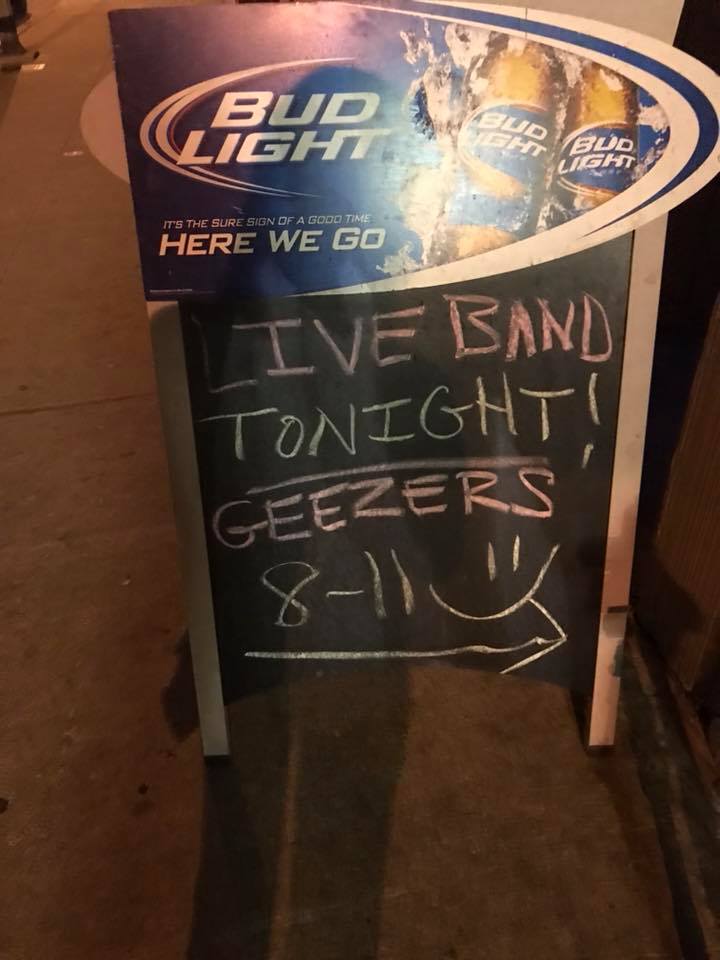 BUD
LIGHT
IT'S THE SURE SIGN OF A GOOD TIME
HERE WE GO
BUD
LIGHT
BUD
LIGHT
LIVE BAND
TONIGHT!
GEEZERS
8-11